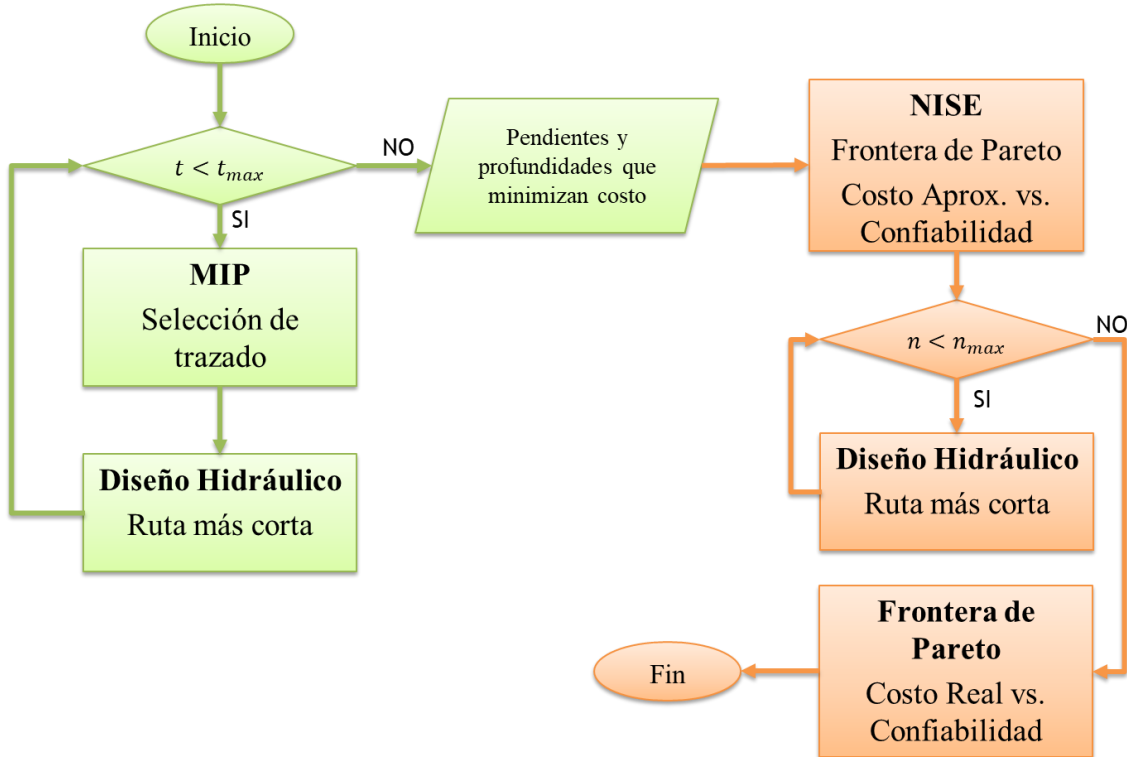 Inicio
t < t_max
NO
SI
MIP
Selección de
trazado
Diseño Hidráulico
Ruta más corta
Pendientes y
profundidades que
minimizan costo
NISE
Frontera de Pareto
Costo Aprox. vs.
Confiabilidad
n < n_max
NO
SI
Diseño Hidráulico
Ruta más corta
Frontera de
Pareto
Costo Real vs.
Confiabilidad
Fin